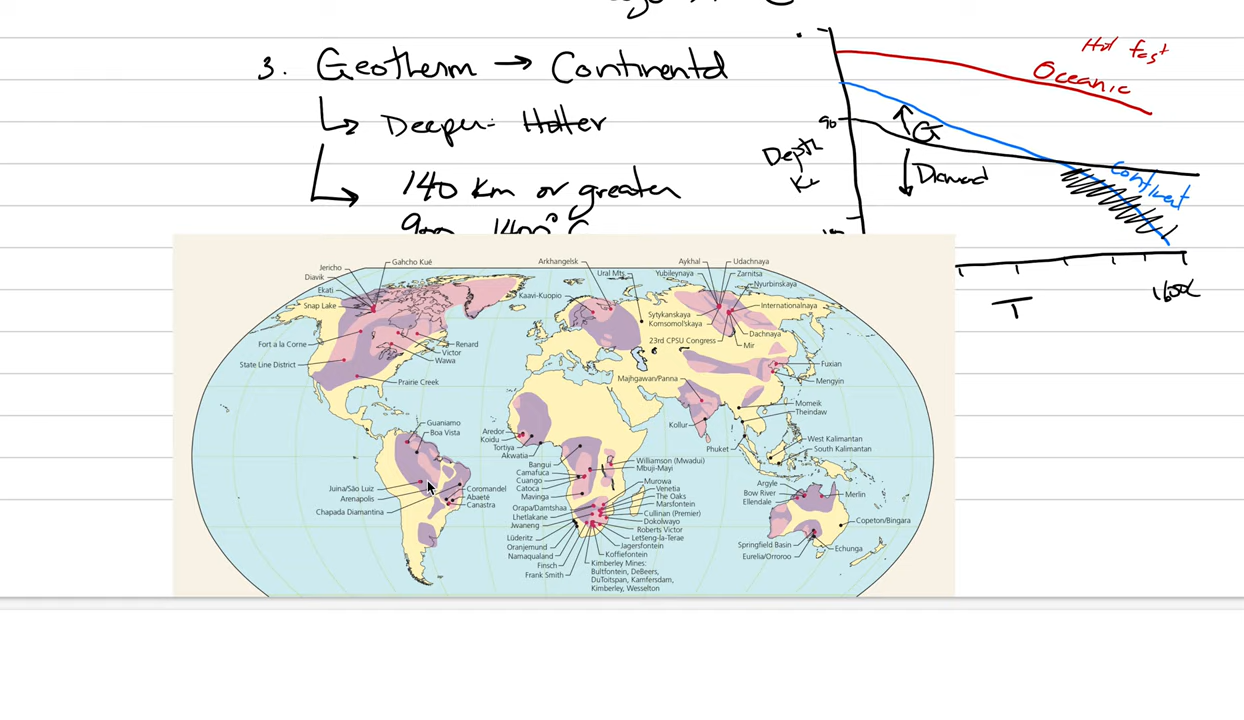 3. Geotherm → Continental
Deeper = Hotter
140 Km or greater
Hot fast
Oceanic
90
G
Depth
Km
Diamond
Continent
T
Gahcho Kué
Jericho
Diavik
Ekati
Snap Lake
Fort a la Corne
State Line District
Renard
Victor
Wawa
Prairie Creek
Arkhangelsk
Ural Mts.
Kaavi-Kuopio
Aykhal
Udachnaya
Yubileynaya
Zarnitsa
Nyurbinskaya
Internationalnaya
Sytykanskaya
Komsomol'skaya
23rd CPSU Congress
Dachnaya
Mir
Fuxian
Mengyin
Majhgawan/Panna
Kollur
Momeik
Theindaw
Phuket
West Kalimantan
South Kalimantan
Guaniamo
Boa Vista
Juina/São Luiz
Arenapolis
Chapada Diamantina
Coromandel
Abaeté
Canastra
Aredor
Koidu
Tortiya
Akwatia
Bangui
Camafuca
Cuango
Catoca
Mavinga
Orapa/Damtshaa
Lhetlakane
Jwaneng
Lüderitz
Oranjemund
Namaqualand
Finsch
Frank Smith
Williamson (Mwadui)
Mbuji-Mayi
Murowa
Venetia
The Oaks
Marsfontein
Cullinan (Premier)
Dokolwayo
Roberts Victor
Letšeng-la-Terae
Jagersfontein
Koffiefontein
Kimberley Mines:
Bultfontein, DeBeers,
DuToitspan, Kamfersdam,
Kimberley, Wesselton
Argyle
Bow River
Ellendale
Merlin
Copeton/Bingara
Springfield Basin
Eurelia/Orroroo
Echunga